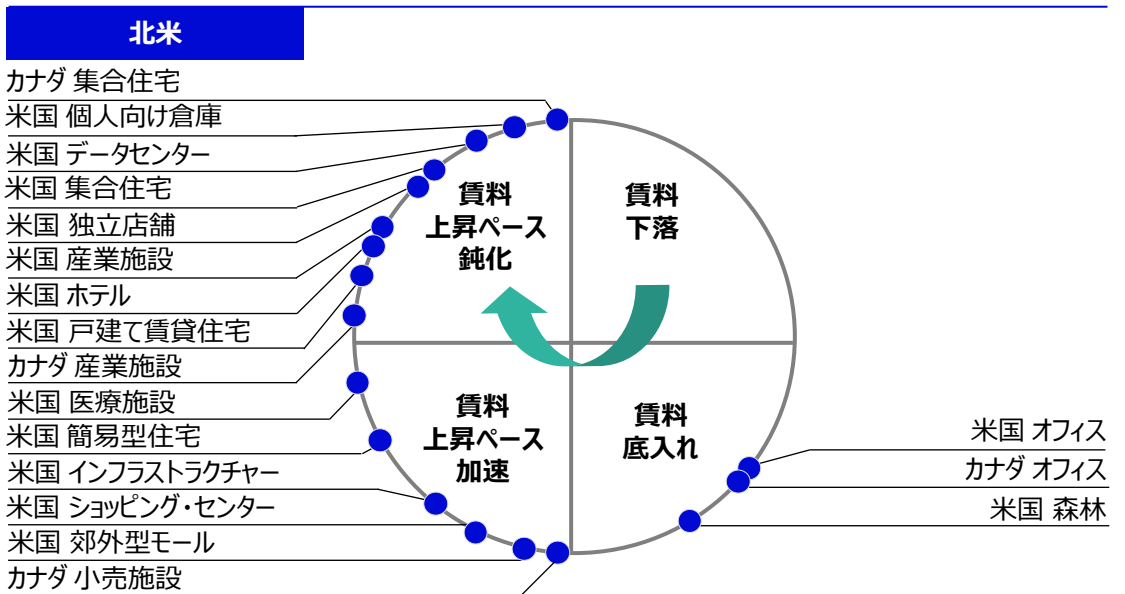 北米
カナダ 集合住宅
米国 個人向け倉庫
米国 データセンター
米国 集合住宅
米国 独立店舗
米国 産業施設
米国 ホテル
米国 戸建て賃貸住宅
カナダ 産業施設
米国 医療施設
米国 簡易型住宅
米国 インフラストラクチャー
米国 ショッピング・センター
米国 郊外型モール
カナダ 小売施設
賃料
上昇ペース
鈍化
賃料
下落
賃料
上昇ペース
加速
賃料
底入れ
米国 オフィス
カナダ オフィス
米国 森林